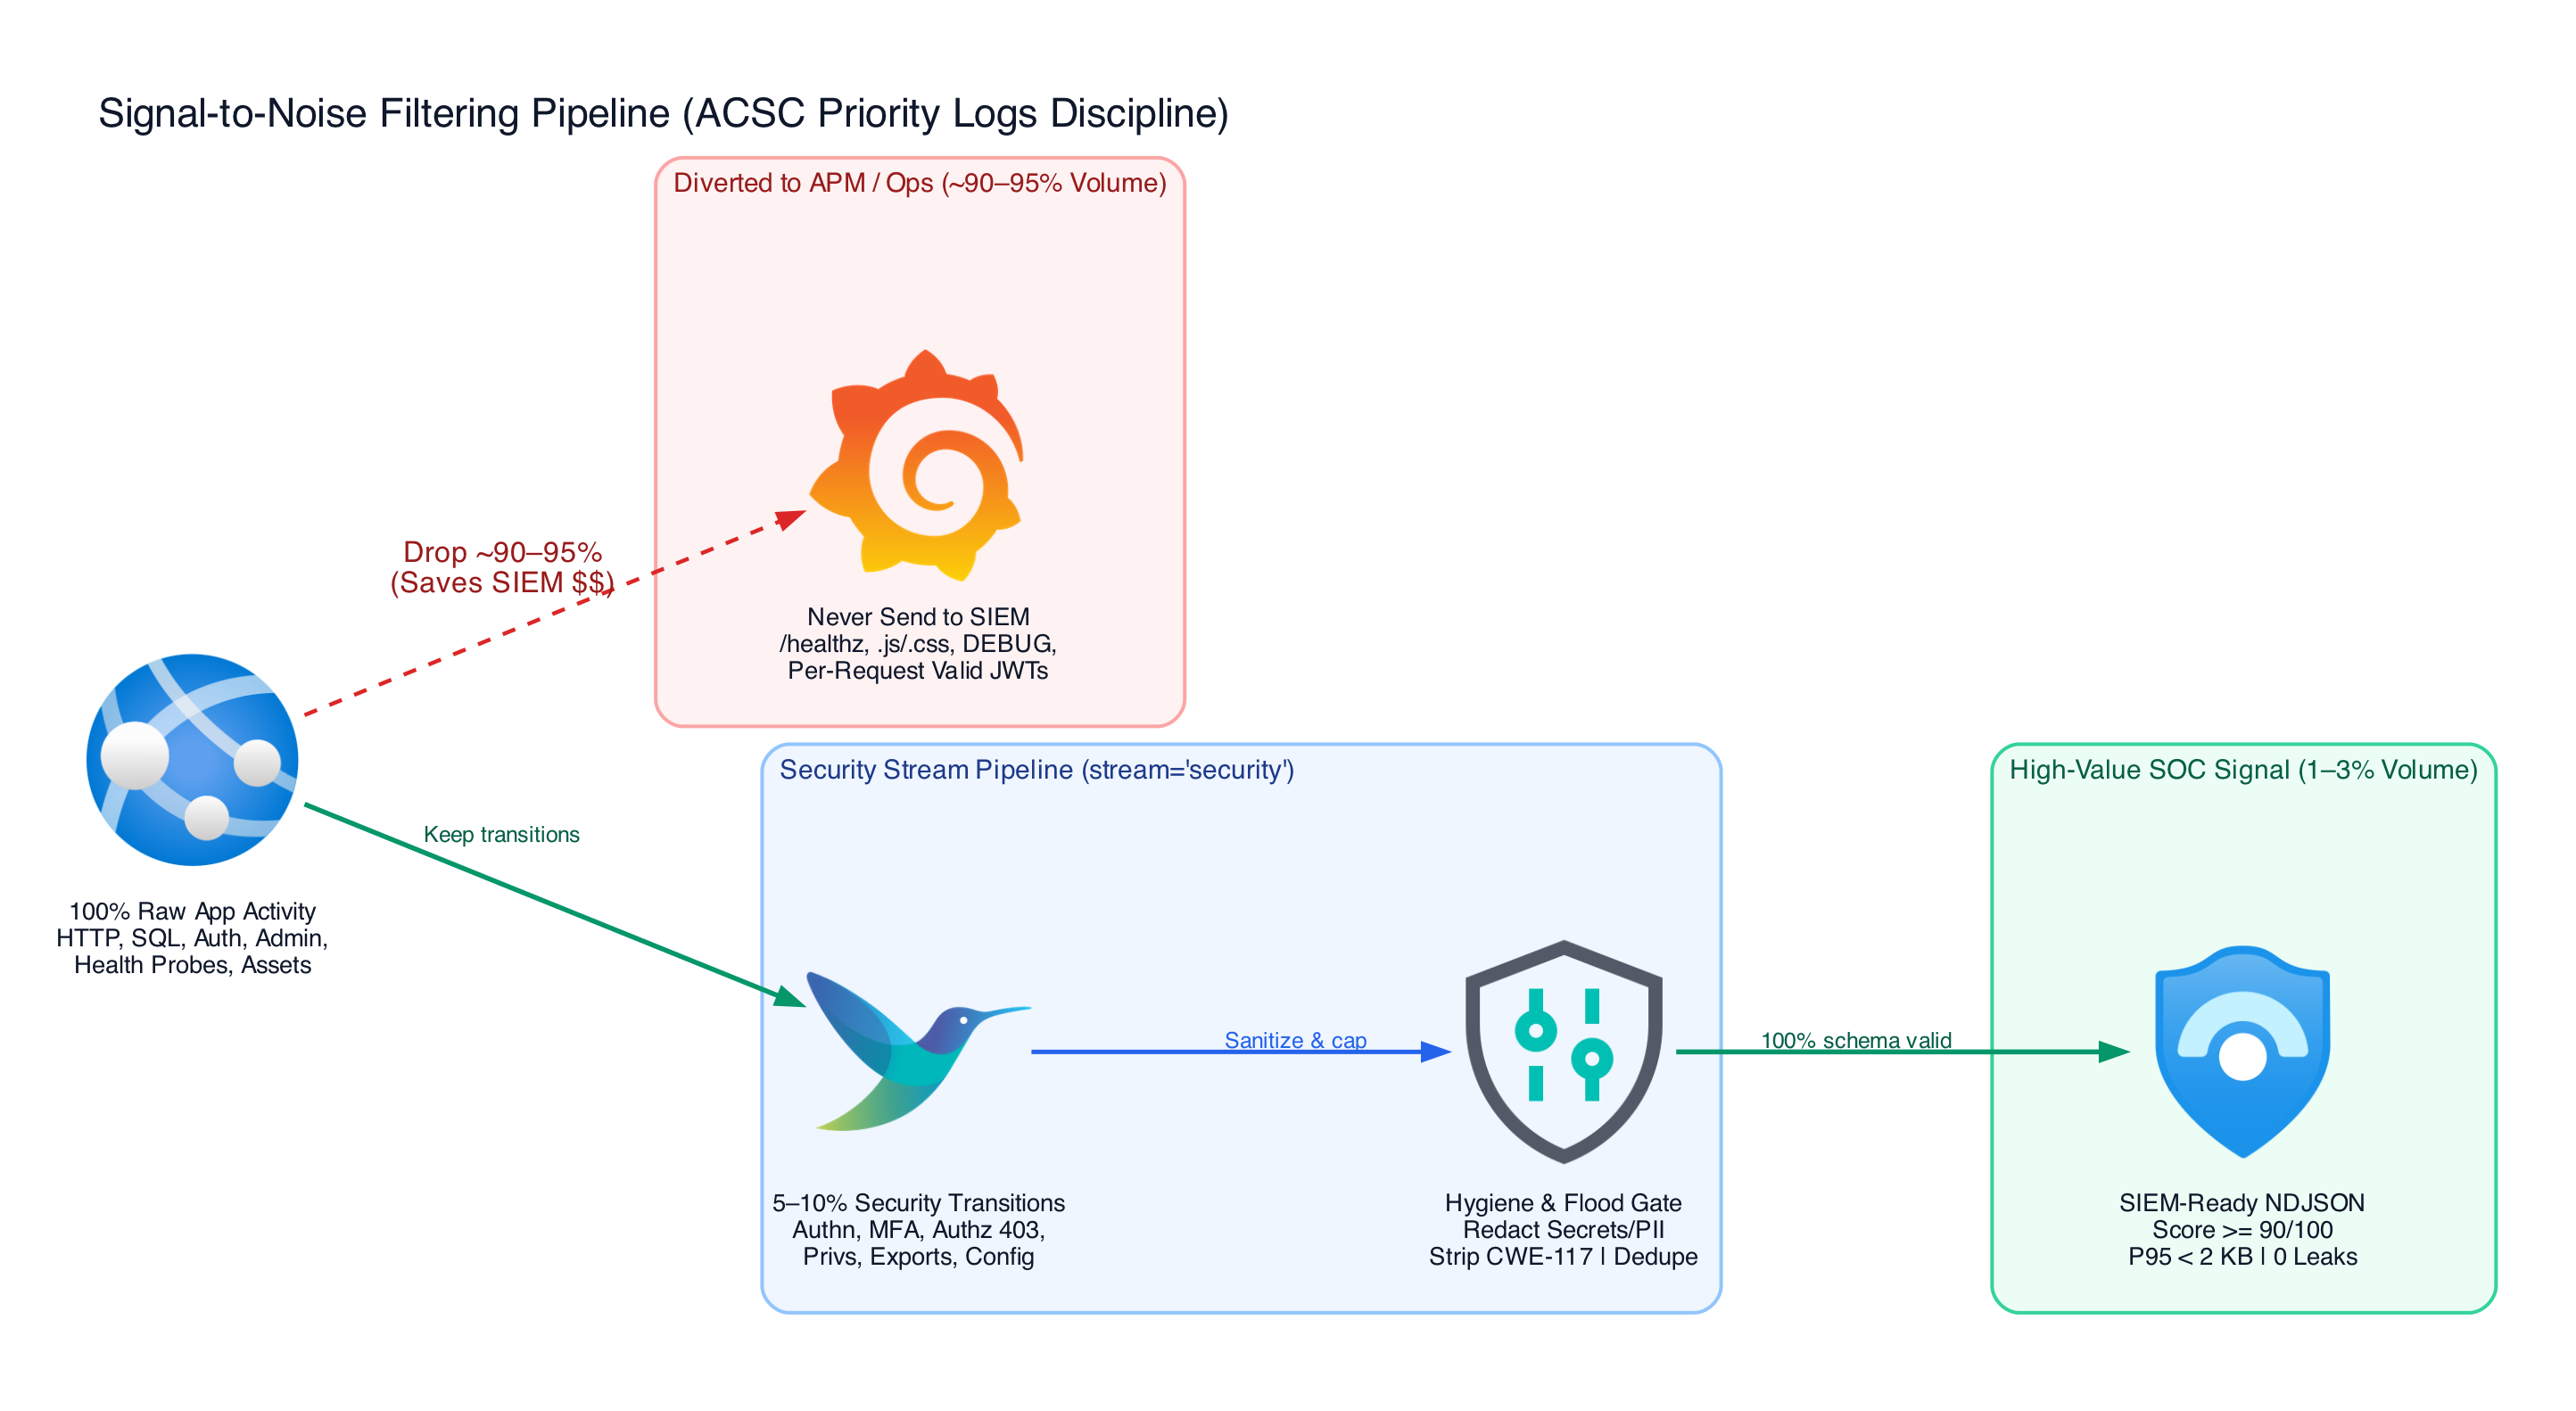 Signal-to-Noise Filtering Pipeline (ACSC Priority Logs Discipline)
Diverted to APM / Ops (~90–95% Volume)
Never Send to SIEM
/healthz, .js/.css, DEBUG,
Per-Request Valid JWTs
Drop ~90–95%
(Saves SIEM $$)
100% Raw App Activity
HTTP, SQL, Auth, Admin,
Health Probes, Assets
Keep transitions
Security Stream Pipeline (stream='security')
5–10% Security Transitions
Authn, MFA, Authz 403,
Privs, Exports, Config
Sanitize & cap
Hygiene & Flood Gate
Redact Secrets/PII
Strip CWE-117 | Dedupe
100% schema valid
High-Value SOC Signal (1–3% Volume)
SIEM-Ready NDJSON
Score >= 90/100
P95 < 2 KB | 0 Leaks